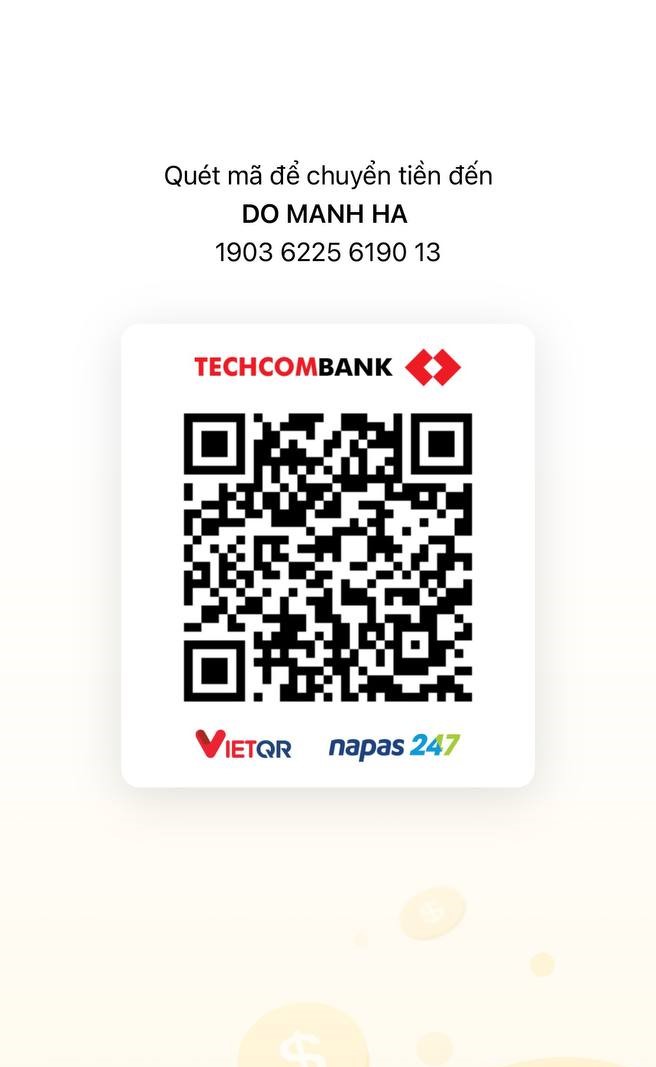 Quét mã để chuyển tiền đến
DO MANH HA
1903 6225 6190 13
TECHCOMBANK
VIETQR napas 247
$
$